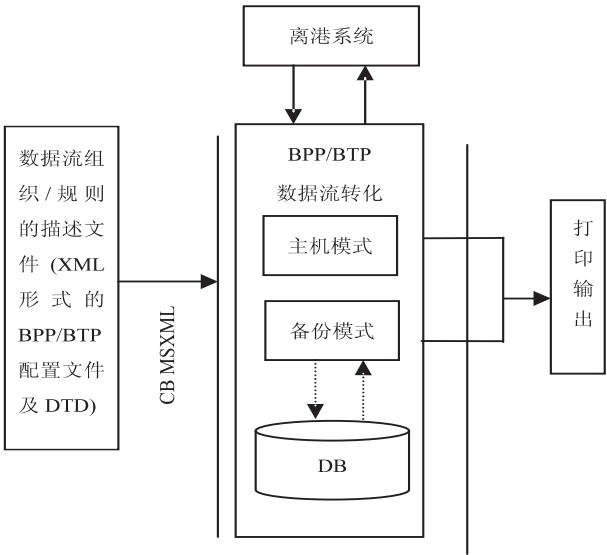 离港系统
数据流组
织/规则
的描述文
件(XML
形式的
BPP/BTP
配置文件
及DTD)
CB MSXML
BPP/BTP
数据流转化
主机模式
备份模式
DB
打
印
输
出